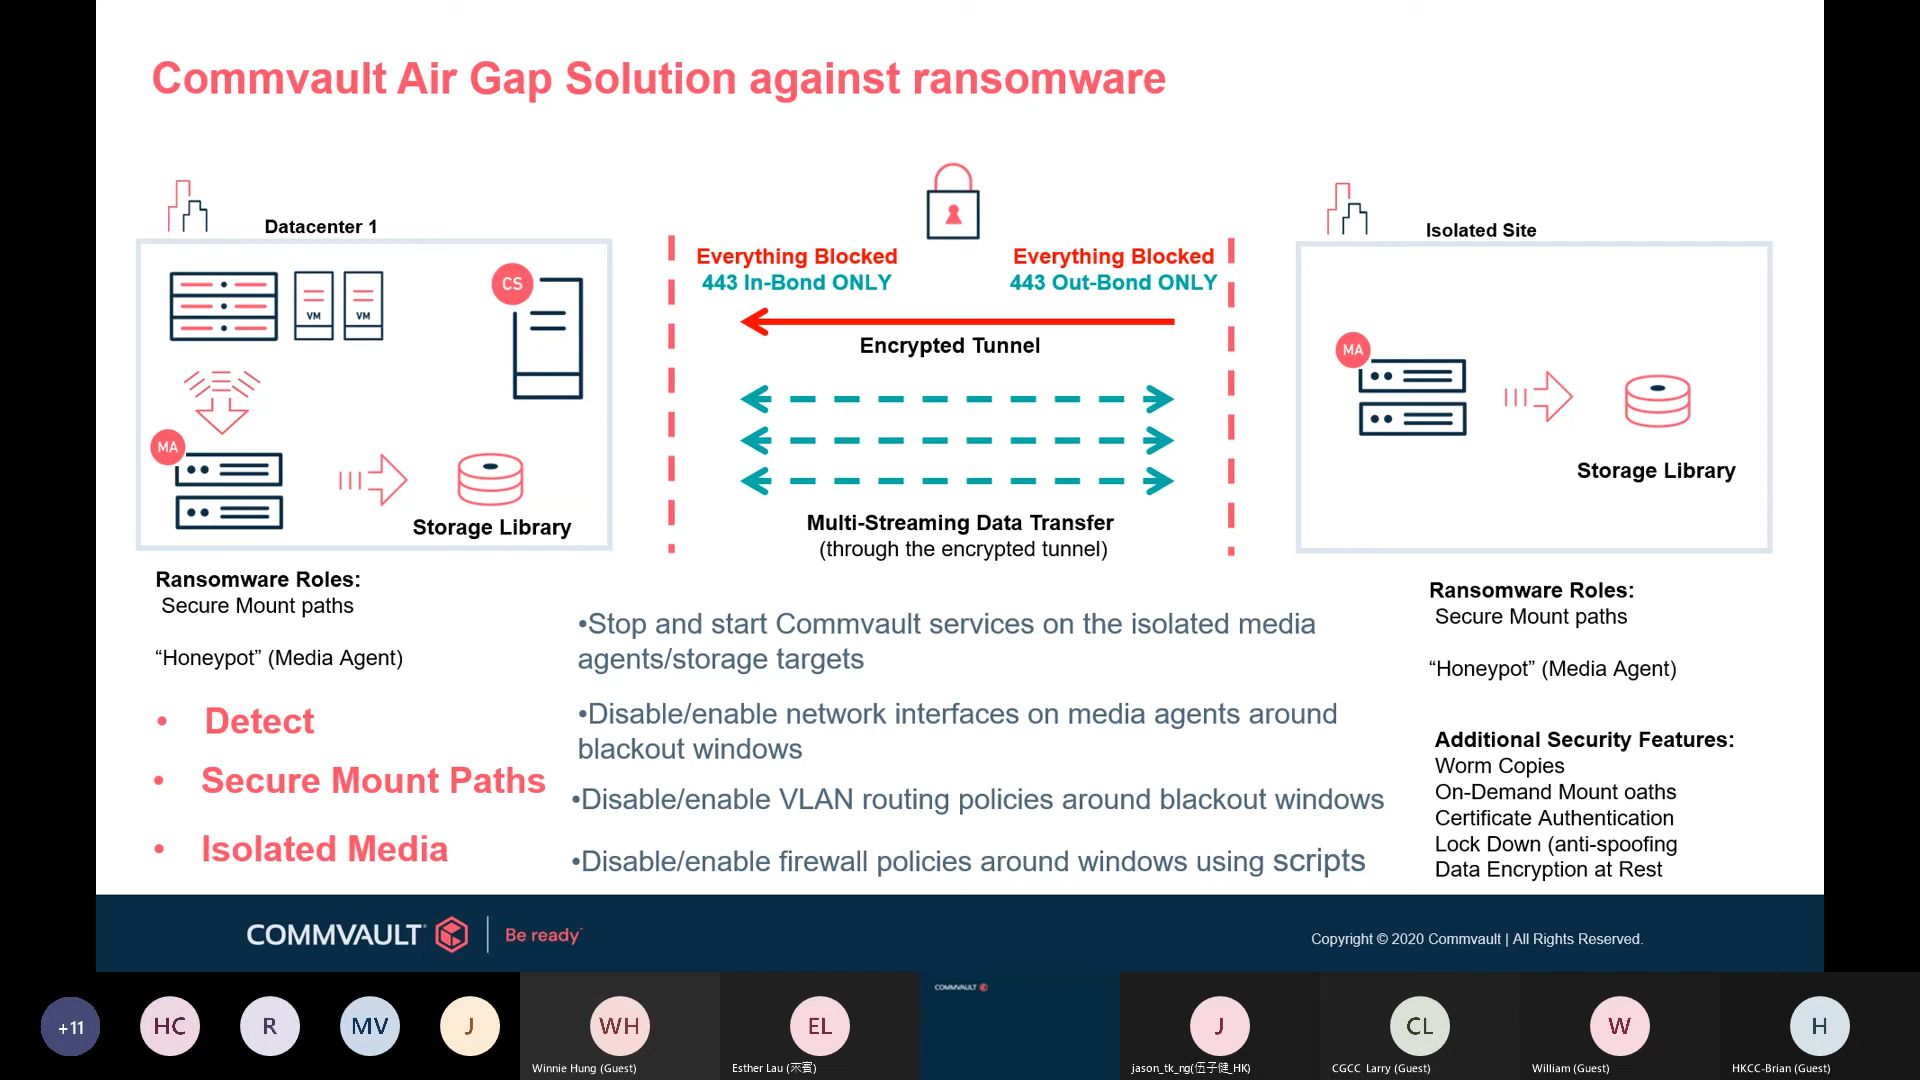 Commvault Air Gap Solution against ransomware
Datacenter 1
CS
VM
VM
MA
Storage Library
Everything Blocked
443 In-Bond ONLY
Everything Blocked
443 Out-Bond ONLY
Encrypted Tunnel
Multi-Streaming Data Transfer
(through the encrypted tunnel)
Isolated Site
MA
Storage Library
Ransomware Roles:
Secure Mount paths
“Honeypot” (Media Agent)
• Detect
• Secure Mount Paths
• Isolated Media
•Stop and start Commvault services on the isolated media
agents/storage targets
•Disable/enable network interfaces on media agents around
blackout windows
•Disable/enable VLAN routing policies around blackout windows
•Disable/enable firewall policies around windows using scripts
Ransomware Roles:
Secure Mount paths
“Honeypot” (Media Agent)
Additional Security Features:
Worm Copies
On-Demand Mount oaths
Certificate Authentication
Lock Down (anti-spoofing
Data Encryption at Rest
COMMVAULT
Be ready™
Copyright © 2020 Commvault | All Rights Reserved.
+11
HC
R
MV
J
WH
Winnie Hung (Guest)
EL
Esther Lau (來賓)
COMMVAULT
J
jason_tk_ng(伍子健_HK)
CL
CGCC Larry (Guest)
W
William (Guest)
H
HKCC-Brian (Guest)